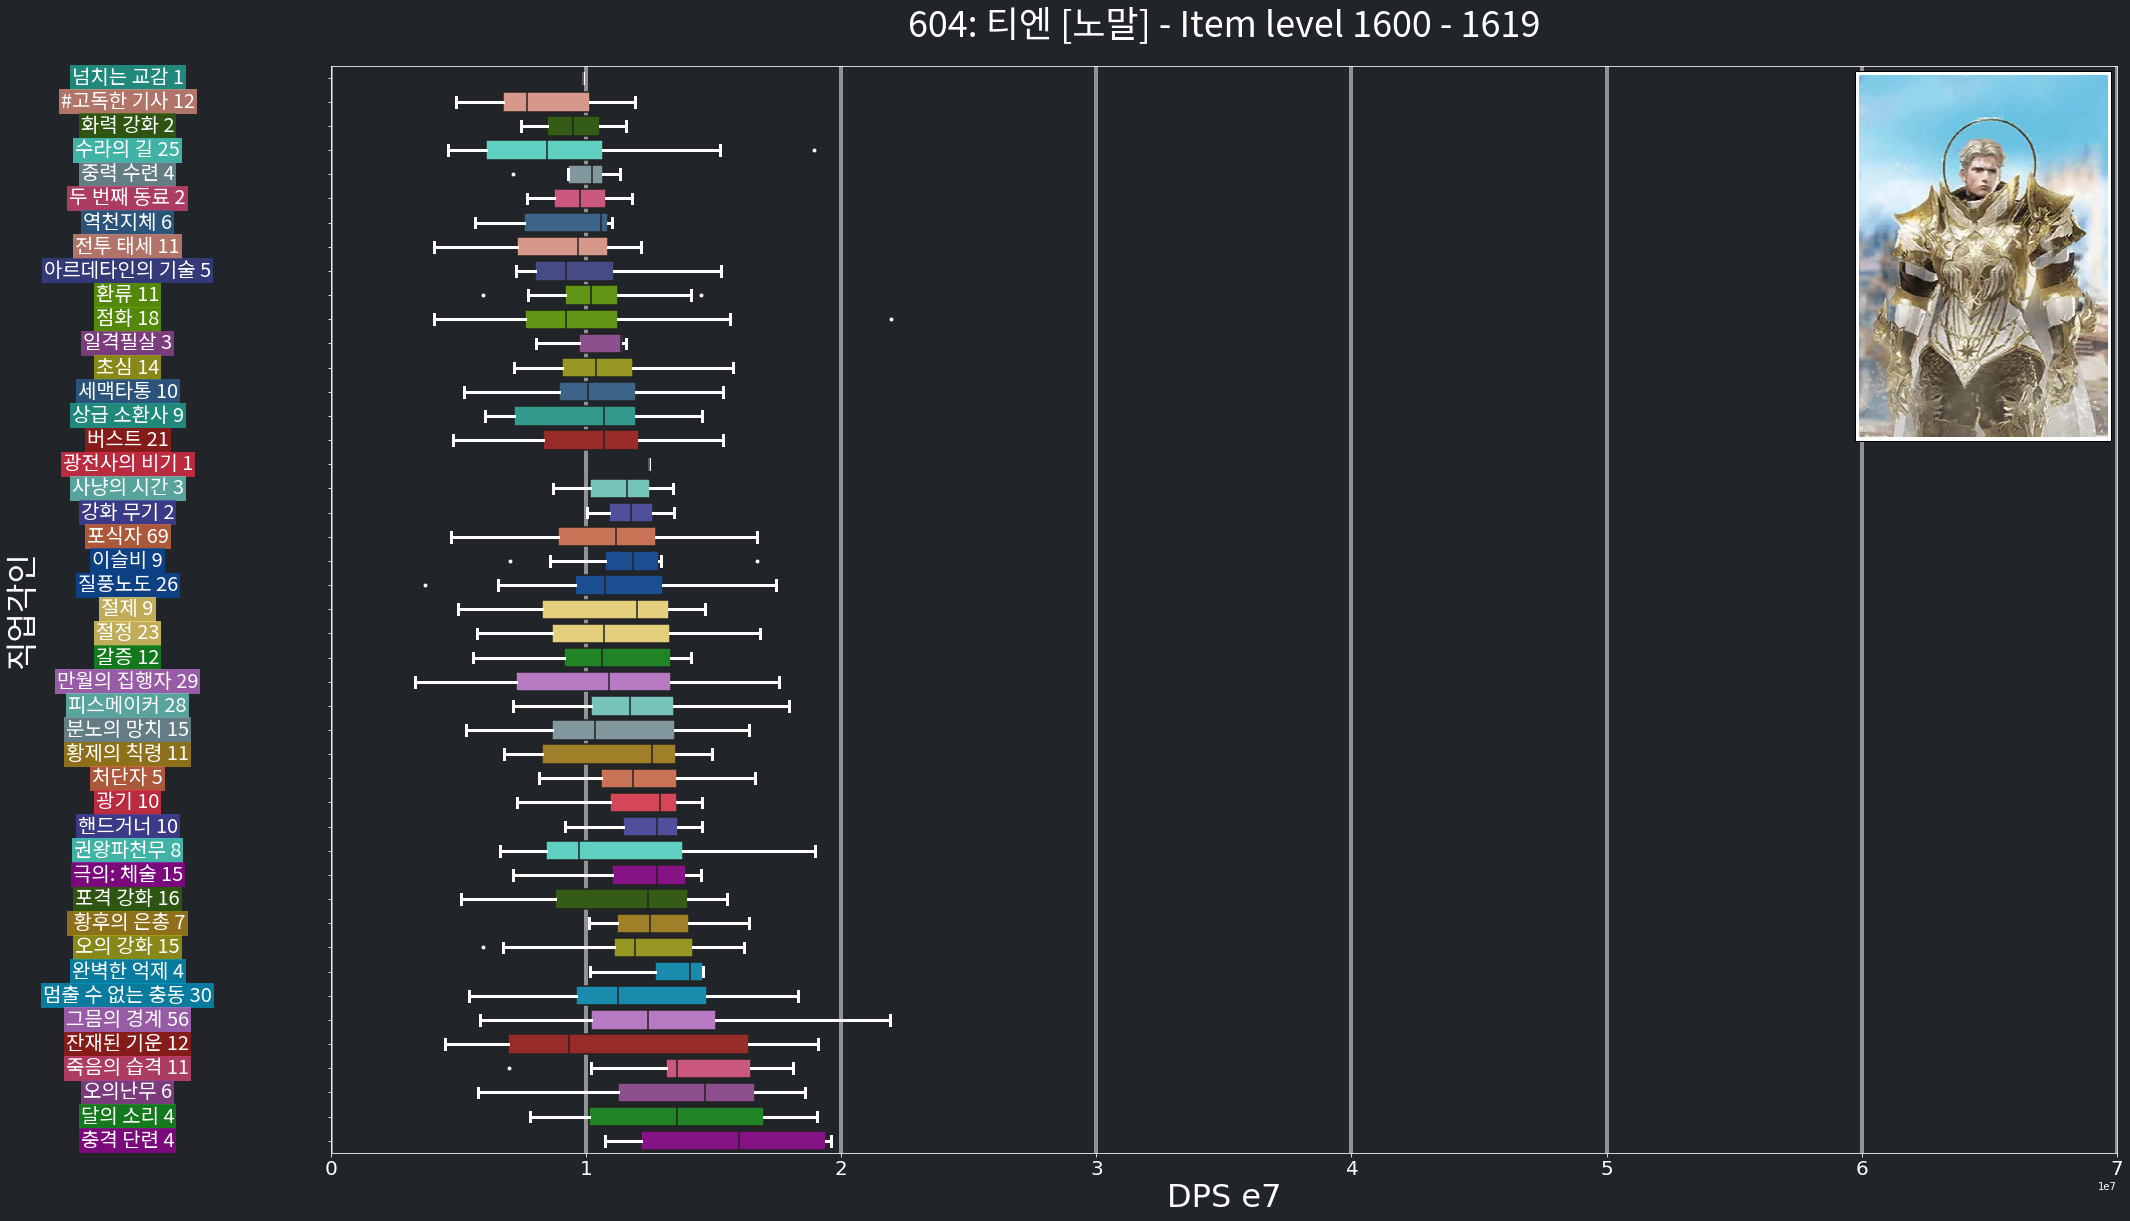 604: 티엔 [노말] - Item level 1600 - 1619
직업각인
넘치는 교감 1
#고독한 기사 12
화력 강화 2
수라의 길 25
중력 수련 4
두 번째 동료 2
역천지체 6
전투 태세 11
아르데타인의 기술 5
환류 11
점화 18
일격필살 3
초심 14
세맥타통 10
상급 소환사 9
버스트 21
광전사의 비기 1
사냥의 시간 3
강화 무기 2
포식자 69
이슬비 9
질풍노도 26
절제 9
절정 23
갈증 12
만월의 집행자 29
피스메이커 28
분노의 망치 15
황제의 칙령 11
처단자 5
광기 10
핸드거너 10
권왕파천무 8
극의: 체술 15
포격 강화 16
황후의 은총 7
오의 강화 15
완벽한 억제 4
멈출 수 없는 충동 30
그믐의 경계 56
잔재된 기운 12
죽음의 습격 11
오의난무 6
달의 소리 4
충격 단련 4
0 1 2 3 4 5 6 7
DPS e7
1e7